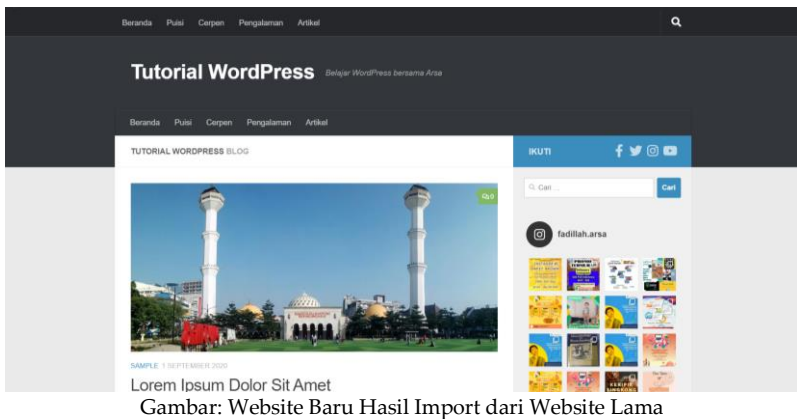 Beranda Puisi Cerpen Pengalaman Artikel
Tutorial WordPress Belajar WordPress bersama Arsa
Beranda Puisi Cerpen Pengalaman Artikel
TUTORIAL WORDPRESS BLOG
IKUTI
0
Cari ...
Cari
fadillah.arsa
SAMPLE 1 SEPTEMBER 2020
Lorem Ipsum Dolor Sit Amet
Gambar: Website Baru Hasil Import dari Website Lama